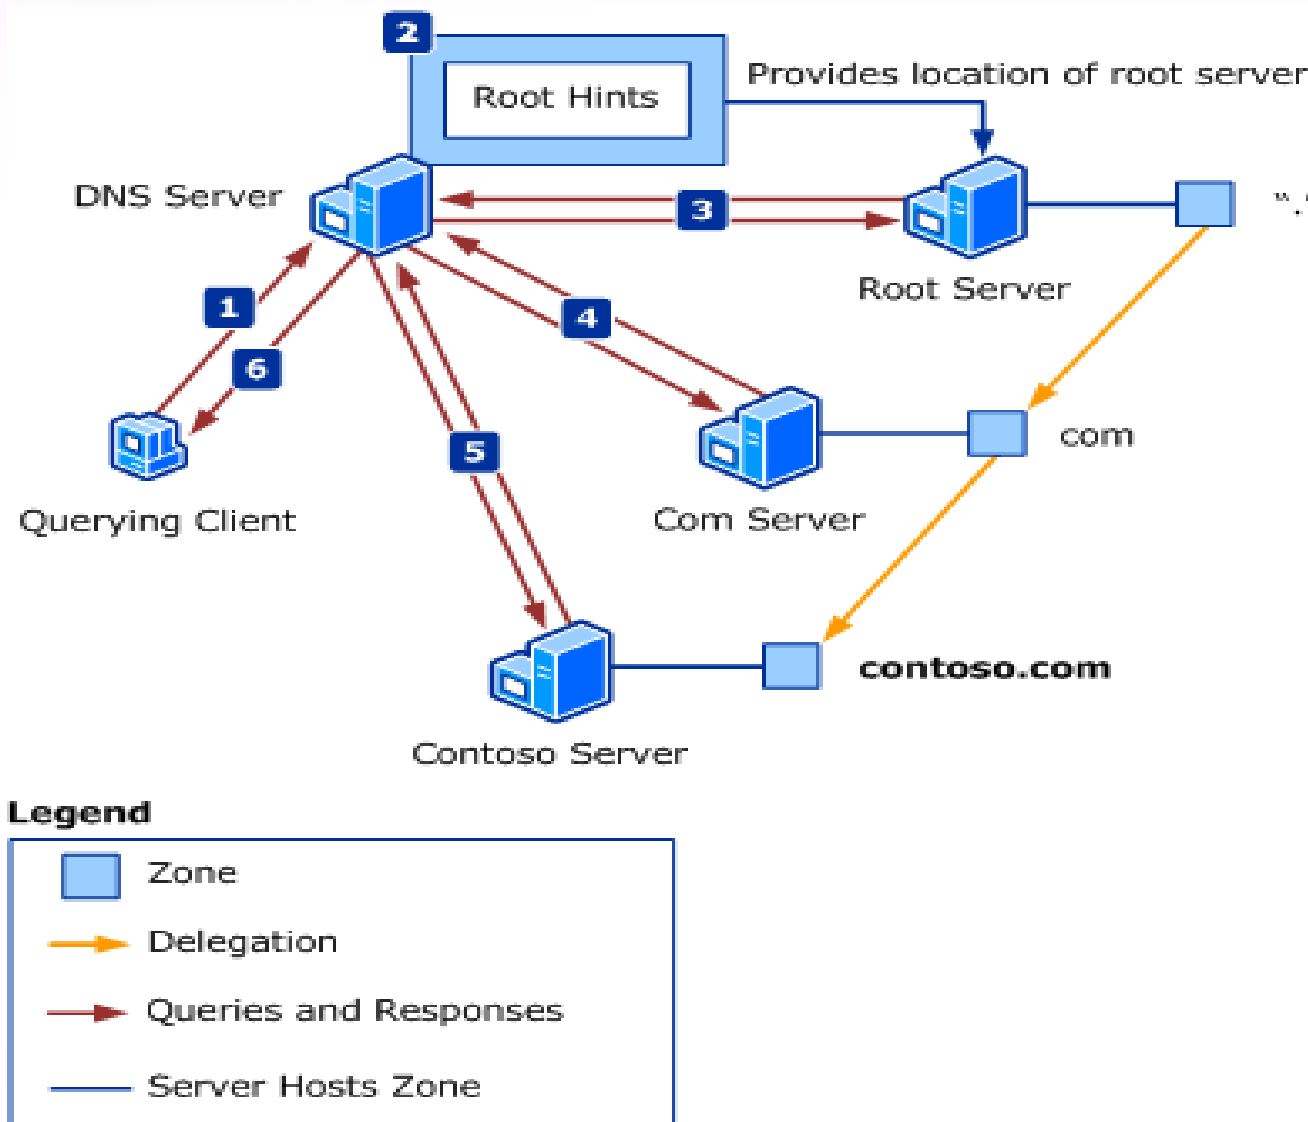 2
Root Hints
Provides location of root server
DNS Server
3
".
Root Server
1
4
6
com
5
Querying Client
Com Server
contoso.com
Contoso Server
Legend
Zone
Delegation
Queries and Responses
Server Hosts Zone